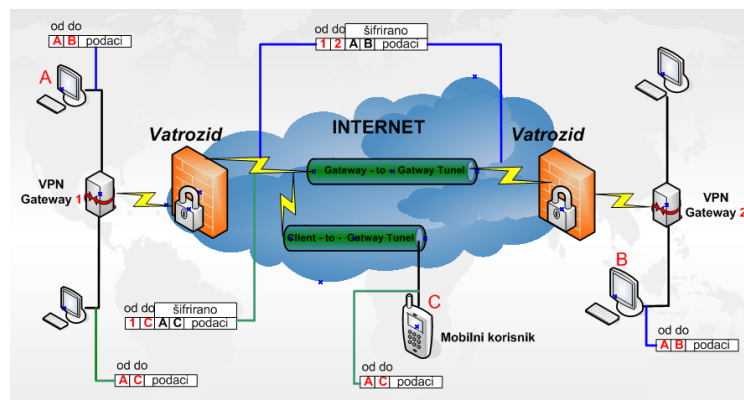 od do
A B podaci
A
od do šifrirano
1 2 A B podaci
INTERNET
Vatrozid
Vatrozid
Gateway - to - Gatway Tunel
VPN
Gateway 1
VPN
Gateway 2
Client - to - Gatway Tunel
B
C
od do šifrirano
1 C A C podaci
Mobilni korisnik
od do
A B podaci
od do
A C podaci
od do
A C podaci